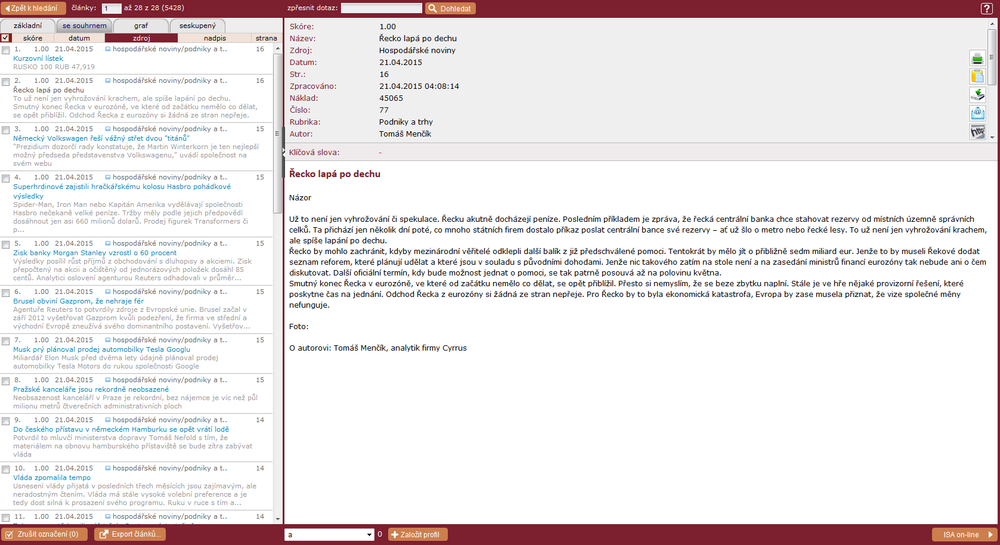 Zpět k hledání články: 1 až 28 z 28 (5428) zpřesnit dotaz: Dohledat ?
základní se souhrnem graf seskupený
skóre datum zdroj nadpis strana
1. 1.00 21.04.2015 hospodářské noviny/podniky a t.. 16
Kurzovní lístek
RUSKO 100 RUB 47,919
2. 1.00 21.04.2015 hospodářské noviny/podniky a t.. 16
Řecko lapá po dechu
To už není jen vyhrožování krachem, ale spíše lapání po dechu.
Smutný konec Řecka v eurozóně, ve které od začátku nemělo co dělat,
se opět přiblížil. Odchod Řecka z eurozóny si žádná ze stran nepřeje.
3. 1.00 21.04.2015 hospodářské noviny/podniky a t.. 15
Německý Volkswagen řeší vážný střet dvou "titánů"
"Prezidium dozorčí rady konstatuje, že Martin Winterkorn je ten nejlepší
možný předseda představenstva Volkswagenu," uvádí společnost na
svém webu
4. 1.00 21.04.2015 hospodářské noviny/podniky a t.. 15
Superhrdinové zajistili hračkářskému kolosu Hasbro pohádkové
výsledky
Spider-Man, Iron Man nebo Kapitán Amerika vydělávají společnosti
Hasbro nečekaně velké peníze. Tržby měly podle jejich předpovědí
dosáhnout jen asi 660 milionů dolarů. Prodej figurek Transformers či
p...
5. 1.00 21.04.2015 hospodářské noviny/podniky a t.. 15
Zisk banky Morgan Stanley vzrostl o 60 procent
Výsledky posílil růst příjmů z obchodování s dluhopisy a akciemi. Zisk
přepočtený na akcii a očištěný od jednorázových položek dosáhl 85
centů. Analytici oslovení agenturou Reuters odhadovali v průměr...
6. 1.00 21.04.2015 hospodářské noviny/podniky a t.. 15
Brusel obviní Gazprom, že nehraje fér
Agentuře Reuters to potvrdily zdroje z Evropské unie. Brusel začal v
září 2012 vyšetřovat Gazprom kvůli podezření, že firma ve střední a
východní Evropě zneužívá svého dominantního postavení. Vyšetřov...
7. 1.00 21.04.2015 hospodářské noviny/podniky a t.. 15
Musk prý plánoval prodej automobilky Tesla Googlu
Miliardář Elon Musk před dvěma lety údajně plánoval prodej
automobilky Tesla Motors do rukou společnosti Google
8. 1.00 21.04.2015 hospodářské noviny/podniky a t.. 15
Pražské kanceláře jsou rekordně neobsazené
Neobsazenost kanceláří v Praze je rekordní, bez nájemce je víc než půl
milionu metrů čtverečních administrativních ploch
9. 1.00 21.04.2015 hospodářské noviny/podniky a t.. 14
Do českého přístavu v německém Hamburku se opět vrátí lodě
Potvrdil to mluvčí ministerstva dopravy Tomáš Neřold s tím, že
materiálem na obnovu hamburského přístaviště se bude zítra zabývat
vláda
10. 1.00 21.04.2015 hospodářské noviny/podniky a t.. 14
Vláda zpomalila tempo
Usnesení vlády přijatá v posledních třech měsících jsou zajímavým, ale
neradostným čtením. Vláda má stále vysoké volební preference a je
tedy dost silná k prosazení svého programu. Ruku v ruce s tím a...
11. 1.00 21.04.2015 hospodářské noviny/podniky a t.. 14
Skóre: 1.00
Název: Řecko lapá po dechu
Zdroj: Hospodářské noviny
Datum: 21.04.2015
Str.: 16
Zpracováno: 21.04.2015 04:08:14
Náklad: 45065
Číslo: 77
Rubrika: Podniky a trhy
Autor: Tomáš Menčík
http
Klíčová slova: -
Řecko lapá po dechu
Názor
Už to není jen vyhrožování či spekulace. Řecku akutně docházejí peníze. Posledním příkladem je zpráva, že řecká centrální banka chce stahovat rezervy od místních územně správních
celků. Ta přichází jen několik dní poté, co mnoho státních firem dostalo příkaz poslat centrální bance své rezervy – ať už šlo o metro nebo řecké lesy. To už není jen vyhrožování krachem,
ale spíše lapání po dechu.
Řecko by mohlo zachránit, kdyby mezinárodní věřitelé odklepli další balík z již předschválené pomoci. Tentokrát by mělo jít o přibližně sedm miliard eur. Jenže to by museli Řekové dodat
seznam reforem, které plánují udělat a které jsou v souladu s původními dohodami. Jenže nic takového zatím na stole není a na zasedání ministrů financí eurozóny tak nebude ani o čem
diskutovat. Další oficiální termín, kdy bude možnost jednat o pomoci, se tak patrně posouvá až na polovinu května.
Smutný konec Řecka v eurozóně, ve které od začátku nemělo co dělat, se opět přiblížil. Přesto si nemyslím, že se beze zbytku naplní. Stále je ve hře nějaké provizorní řešení, které
poskytne čas na jednání. Odchod Řecka z eurozóny si žádná ze stran nepřeje. Pro Řecko by to byla ekonomická katastrofa, Evropa by zase musela přiznat, že vize společné měny
nefunguje.
Foto:
O autorovi: Tomáš Menčík, analytik firmy Cyrrus
Zrušit označení (0) Export článků... a 0 Založit profil ISA on-line